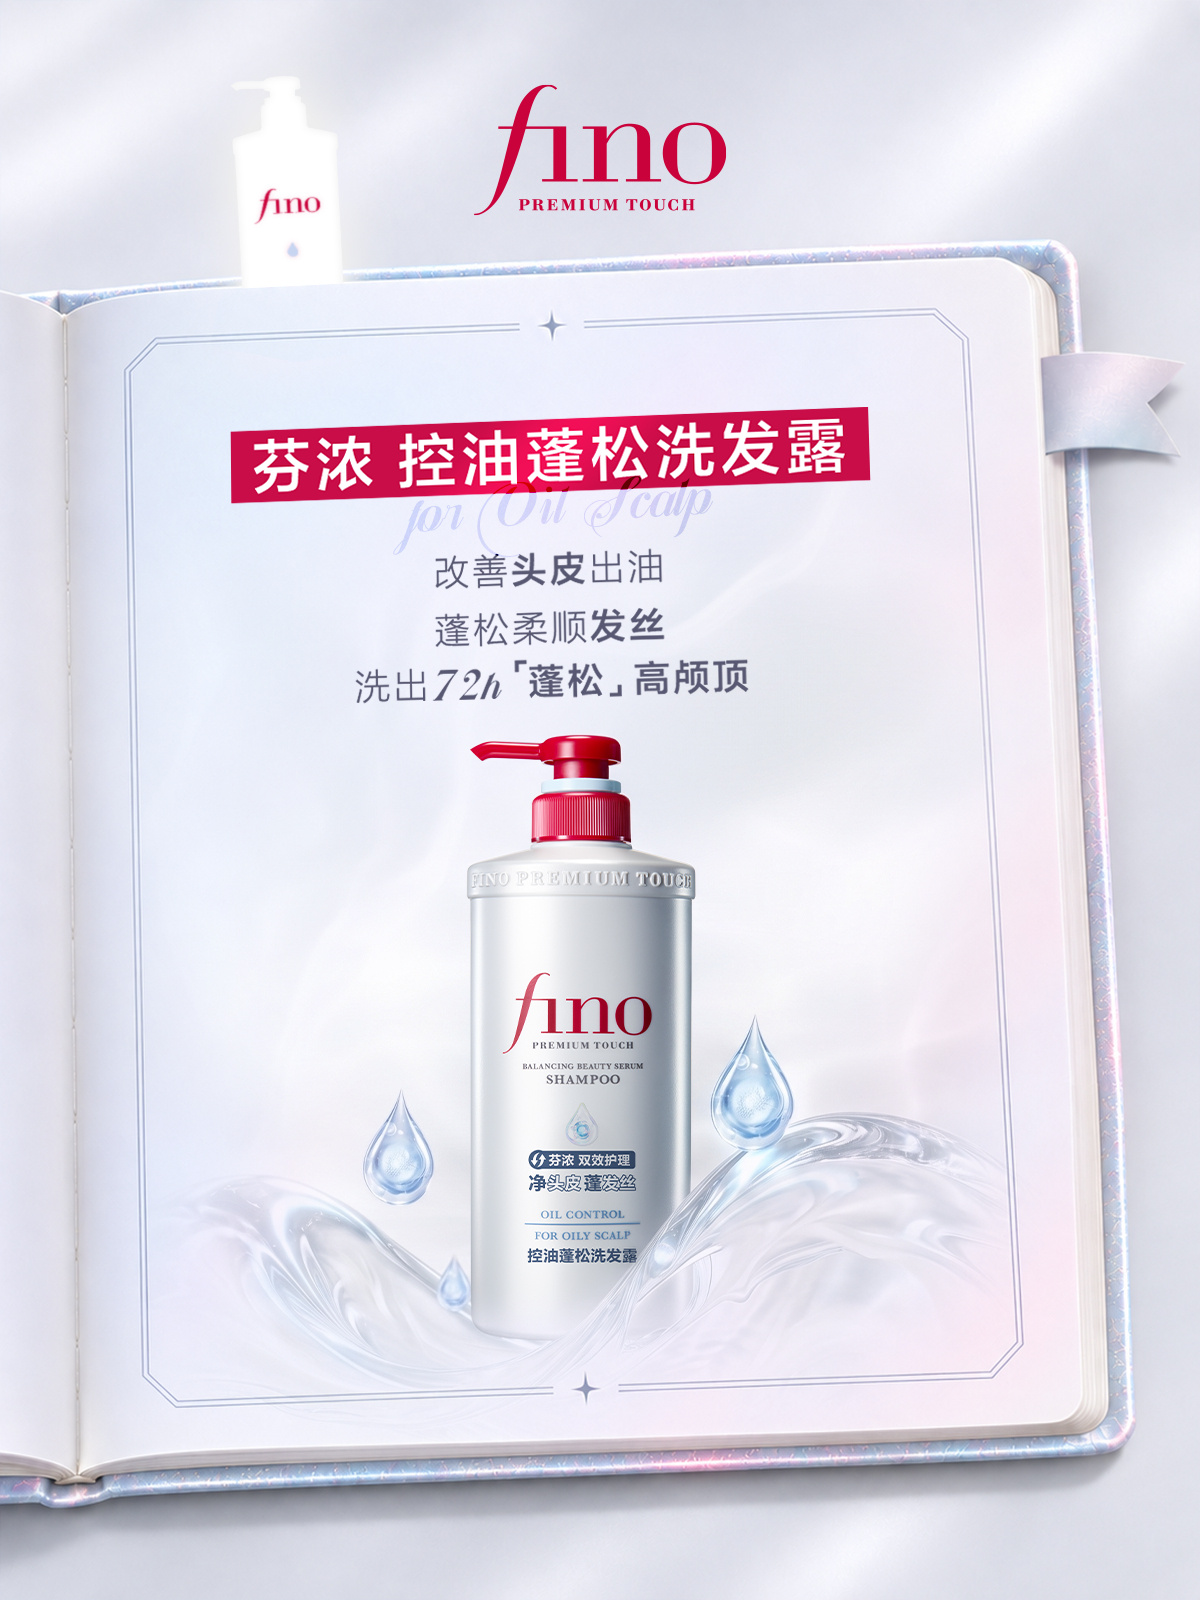 fino
PREMIUM TOUCH
fino
芬浓 控油蓬松洗发露
for Oil Scalp
改善头皮出油
蓬松柔顺发丝
洗出72h「蓬松」高颅顶
FINO PREMIUM TOUCH
fino
PREMIUM TOUCH
BALANCING BEAUTY SERUM
SHAMPOO
C
芬浓 双效护理
净头皮 蓬发丝
OIL CONTROL
FOR OILY SCALP
控油蓬松洗发露